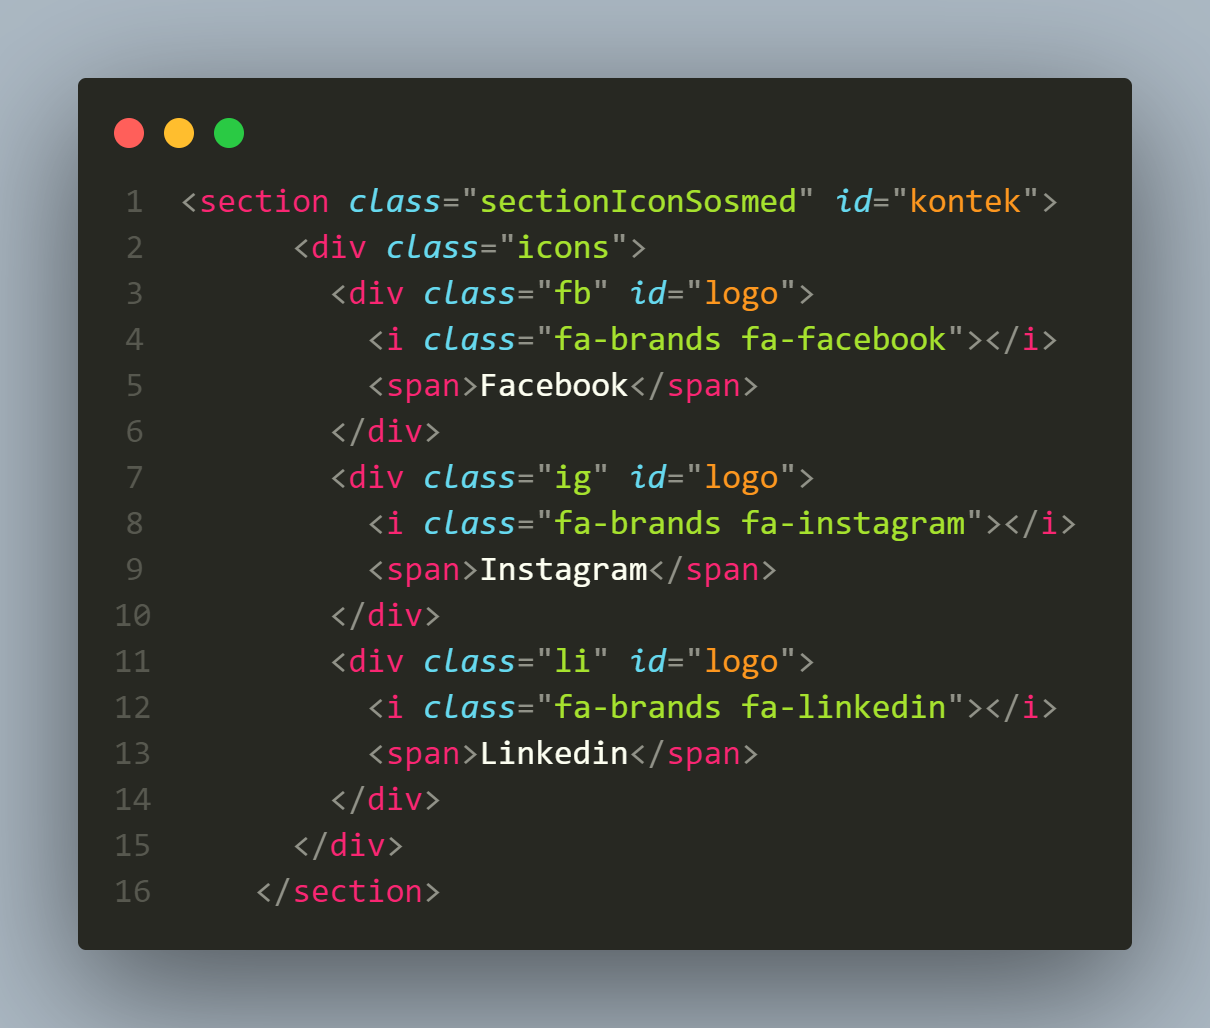 1 <section class="sectionIconSosmed" id="kontek">
2       <div class="icons">
3         <div class="fb" id="logo">
4           <i class="fa-brands fa-facebook"></i>
5           <span>Facebook</span>
6         </div>
7         <div class="ig" id="logo">
8           <i class="fa-brands fa-instagram"></i>
9           <span>Instagram</span>
10         </div>
11         <div class="li" id="logo">
12           <i class="fa-brands fa-linkedin"></i>
13           <span>Linkedin</span>
14         </div>
15       </div>
16     </section>